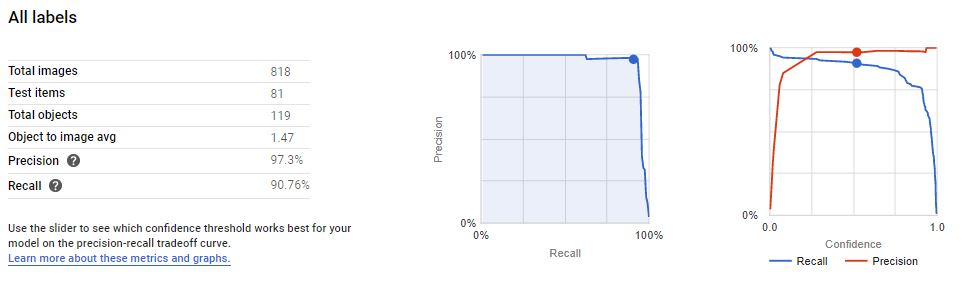 All labels
Total images 818
Test items 81
Total objects 119
Object to image avg 1.47
Precision ? 97.3%
Recall ? 90.76%
Use the slider to see which confidence threshold works best for your
model on the precision-recall tradeoff curve.
Learn more about these metrics and graphs.
100%
Precision
0%
0% 100%
Recall
100%
0%
0.0 1.0
Confidence
Recall Precision